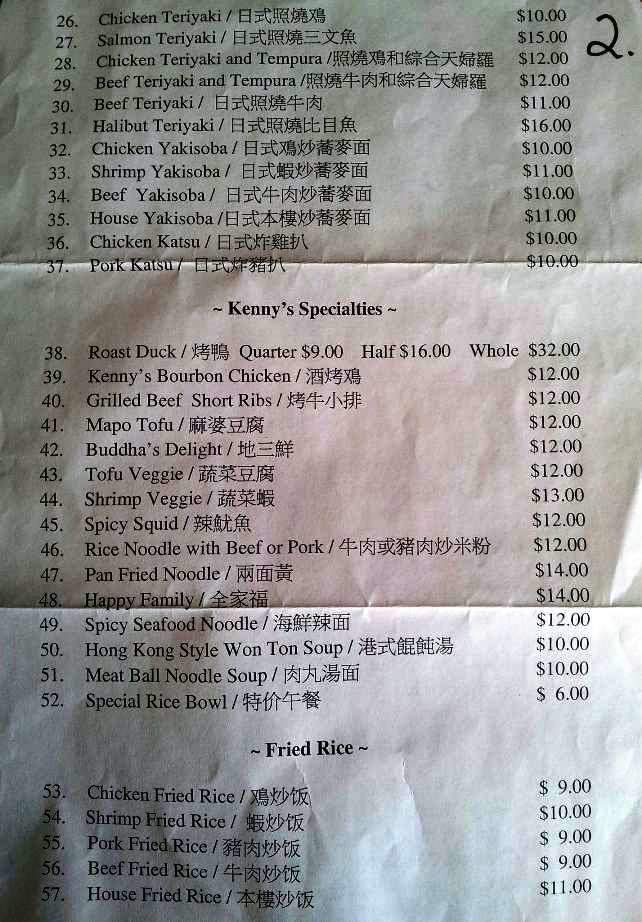 2.
26. Chicken Teriyaki / 日式照燒鷄 $10.00
27. Salmon Teriyaki / 日式照燒三文魚 $15.00
28. Chicken Teriyaki and Tempura /照燒鷄和綜合天婦羅 $12.00
29. Beef Teriyaki and Tempura /照燒牛肉和綜合天婦羅 $12.00
30. Beef Teriyaki / 日式照燒牛肉 $11.00
31. Halibut Teriyaki / 日式照燒比目魚 $16.00
32. Chicken Yakisoba / 日式鷄炒蕎麥面 $10.00
33. Shrimp Yakisoba / 日式蝦炒蕎麥面 $11.00
34. Beef Yakisoba / 日式牛肉炒蕎麥面 $10.00
35. House Yakisoba /日式本樓炒蕎麥面 $11.00
36. Chicken Katsu / 日式炸雞扒 $10.00
37. Pork Katsu / 日式炸豬扒 $10.00
~ Kenny's Specialties ~
38. Roast Duck / 烤鴨 Quarter $9.00 Half $16.00 Whole $32.00
39. Kenny's Bourbon Chicken / 酒烤鷄 $12.00
40. Grilled Beef Short Ribs / 烤牛小排 $12.00
41. Mapo Tofu / 麻婆豆腐 $12.00
42. Buddha's Delight / 地三鮮 $12.00
43. Tofu Veggie / 蔬菜豆腐 $12.00
44. Shrimp Veggie / 蔬菜蝦 $13.00
45. Spicy Squid / 辣魷魚 $12.00
46. Rice Noodle with Beef or Pork / 牛肉或豬肉炒米粉 $12.00
47. Pan Fried Noodle / 兩面黃 $14.00
48. Happy Family / 全家福 $14.00
49. Spicy Seafood Noodle / 海鮮辣面 $12.00
50. Hong Kong Style Won Ton Soup / 港式餛飩湯 $10.00
51. Meat Ball Noodle Soup / 肉丸湯面 $10.00
52. Special Rice Bowl / 特价午餐 $ 6.00
~ Fried Rice ~
53. Chicken Fried Rice / 鷄炒饭 $ 9.00
54. Shrimp Fried Rice / 蝦炒饭 $10.00
55. Pork Fried Rice / 豬肉炒饭 $ 9.00
56. Beef Fried Rice / 牛肉炒饭 $ 9.00
57. House Fried Rice / 本樓炒饭 $11.00